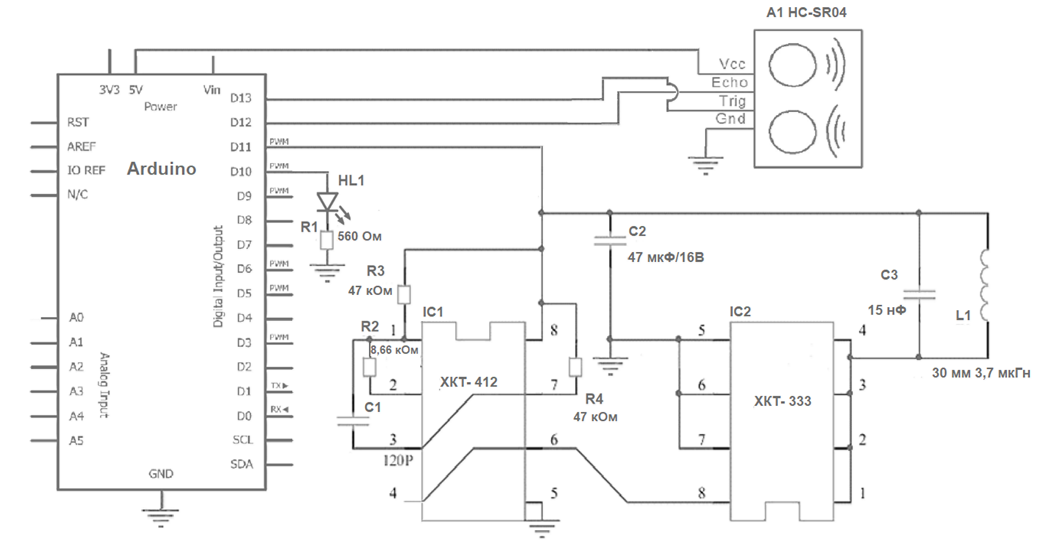 A1 HC-SR04
Vcc
Echo
Trig
Gnd
3V3 5V Vin
Power
Arduino
RST
AREF
IO REF
N/C
A0
A1
A2
A3
A4
A5
Analog Input
Digital Input/Output
GND
D13
D12
D11 PWM
D10 PWM
D9 PWM
D8
D7
D6 PWM
D5 PWM
D4
D3 PWM
D2
D1 TX
D0 RX
SCL
SDA
HL1
R1
560 Ом
R3
47 кОм
R2
8,66 кОм
C1
120P
IC1
XKT- 412
1
2
3
4
8
7
6
5
R4
47 кОм
C2
47 мкФ/16В
IC2
XKT- 333
5
6
7
8
4
3
2
1
C3
15 нФ
L1
30 мм 3,7 мкГн